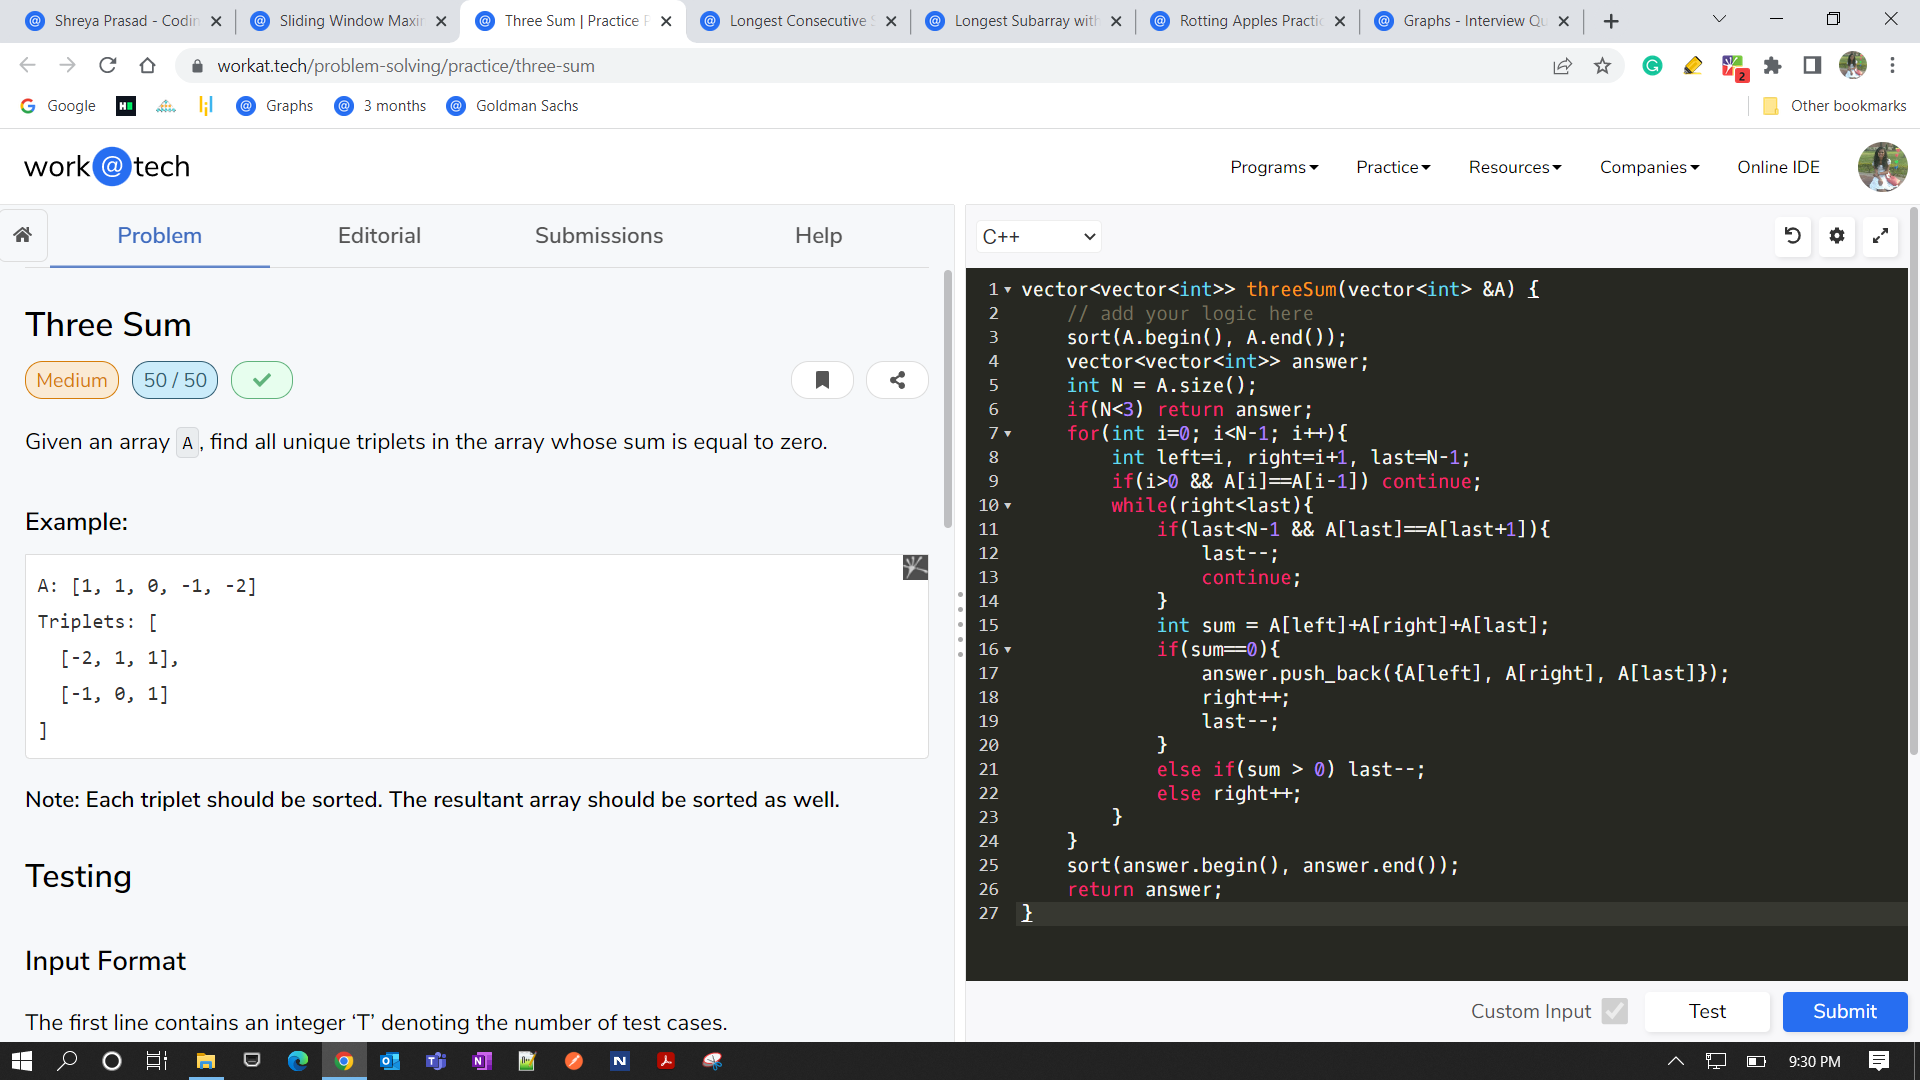 Shreya Prasad - Codin
Sliding Window Maxi
Three Sum | Practice P
Longest Consecutive S
Longest Subarray with
Rotting Apples Practic
Graphs - Interview Qu
workat.tech/problem-solving/practice/three-sum
2
Google
Graphs
3 months
Goldman Sachs
Other bookmarks
work@tech
Programs
Practice
Resources
Companies
Online IDE
Problem
Editorial
Submissions
Help
C++
Three Sum
Medium
50 / 50
Given an array A, find all unique triplets in the array whose sum is equal to zero.
Example:
A: [1, 1, 0, -1, -2]
Triplets: [
[-2, 1, 1],
[-1, 0, 1]
]
Note: Each triplet should be sorted. The resultant array should be sorted as well.
Testing
Input Format
The first line contains an integer ‘T’ denoting the number of test cases.
1 vector<vector<int>> threeSum(vector<int> &A) {
2 // add your logic here
3 sort(A.begin(), A.end());
4 vector<vector<int>> answer;
5 int N = A.size();
6 if(N<3) return answer;
7 for(int i=0; i<N-1; i++){
8 int left=i, right=i+1, last=N-1;
9 if(i>0 && A[i]==A[i-1]) continue;
10 while(right<last){
11 if(last<N-1 && A[last]==A[last+1]){
12 last--;
13 continue;
14 }
15 int sum = A[left]+A[right]+A[last];
16 if(sum==0){
17 answer.push_back({A[left], A[right], A[last]});
18 right++;
19 last--;
20 }
21 else if(sum > 0) last--;
22 else right++;
23 }
24 }
25 sort(answer.begin(), answer.end());
26 return answer;
27 }
Custom Input
Test
Submit
9:30 PM